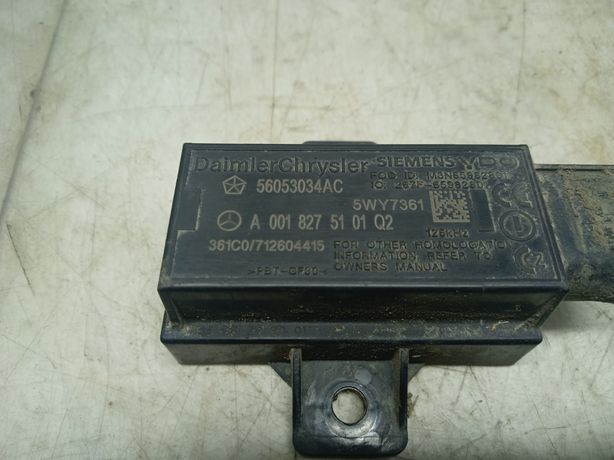 DaimlerChrysler SIEMENS VDO
56053034AC
5WY7361
A 001 827 51 01 Q2
125kHz
361C0/712604415
FOR OTHER HOMOLOGATION
INFORMATION, REFER TO
OWNERS MANUAL
>PBT-GF30<